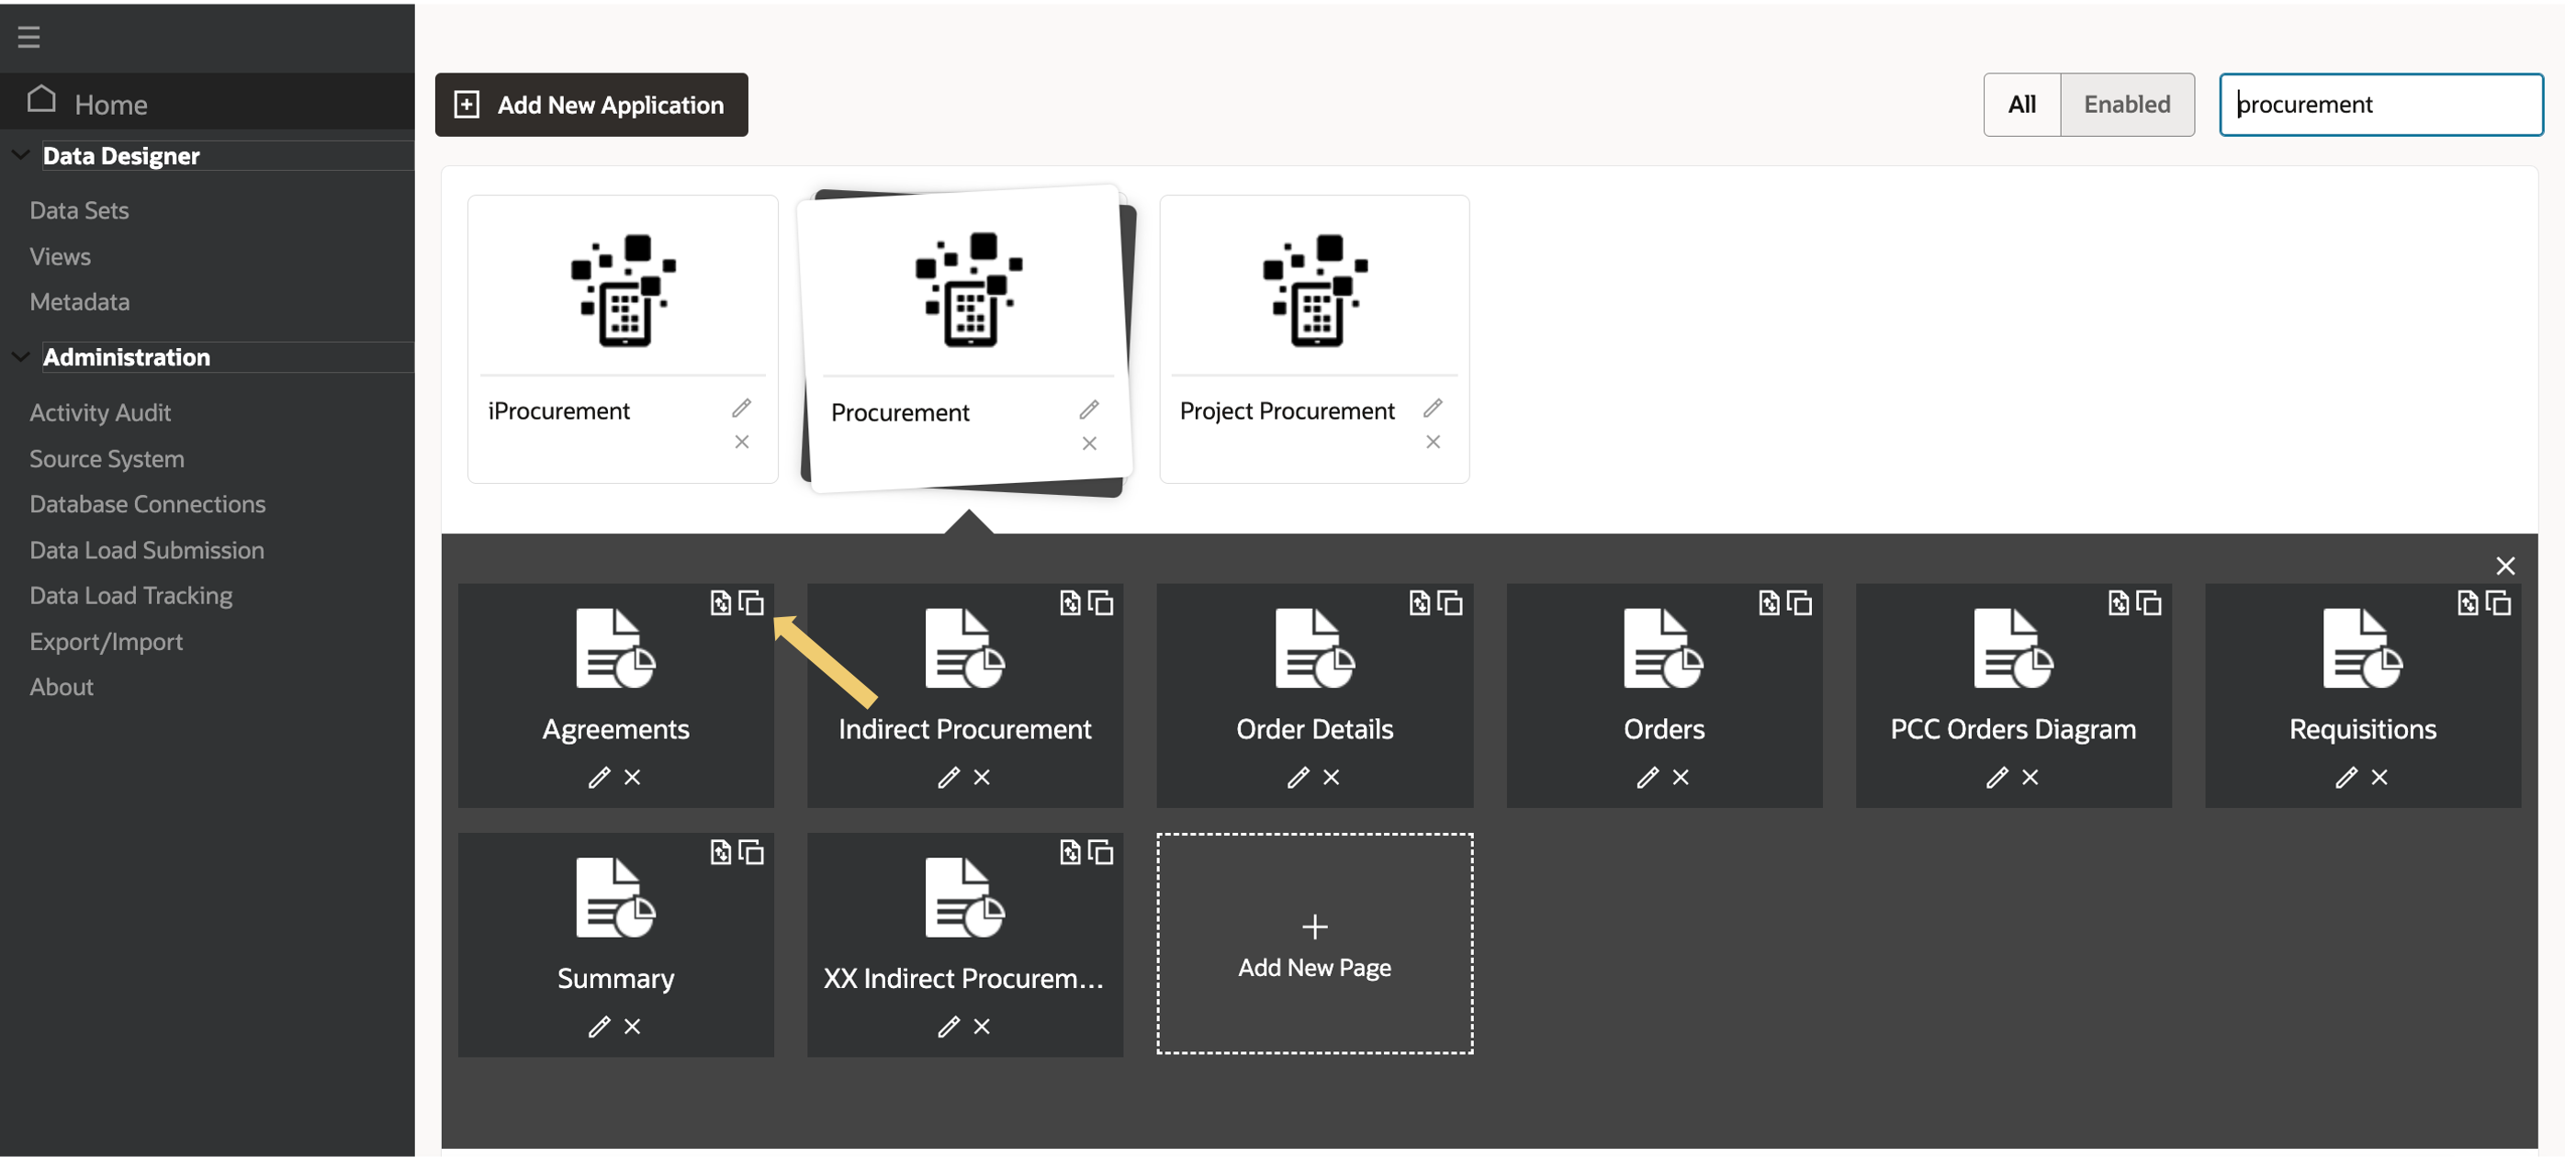 Home
Data Designer
Data Sets
Views
Metadata
Administration
Activity Audit
Source System
Database Connections
Data Load Submission
Data Load Tracking
Export/Import
About
Add New Application
All
Enabled
procurement
iProcurement
Procurement
Project Procurement
Agreements
Indirect Procurement
Order Details
Orders
PCC Orders Diagram
Requisitions
Summary
XX Indirect Procurem...
Add New Page